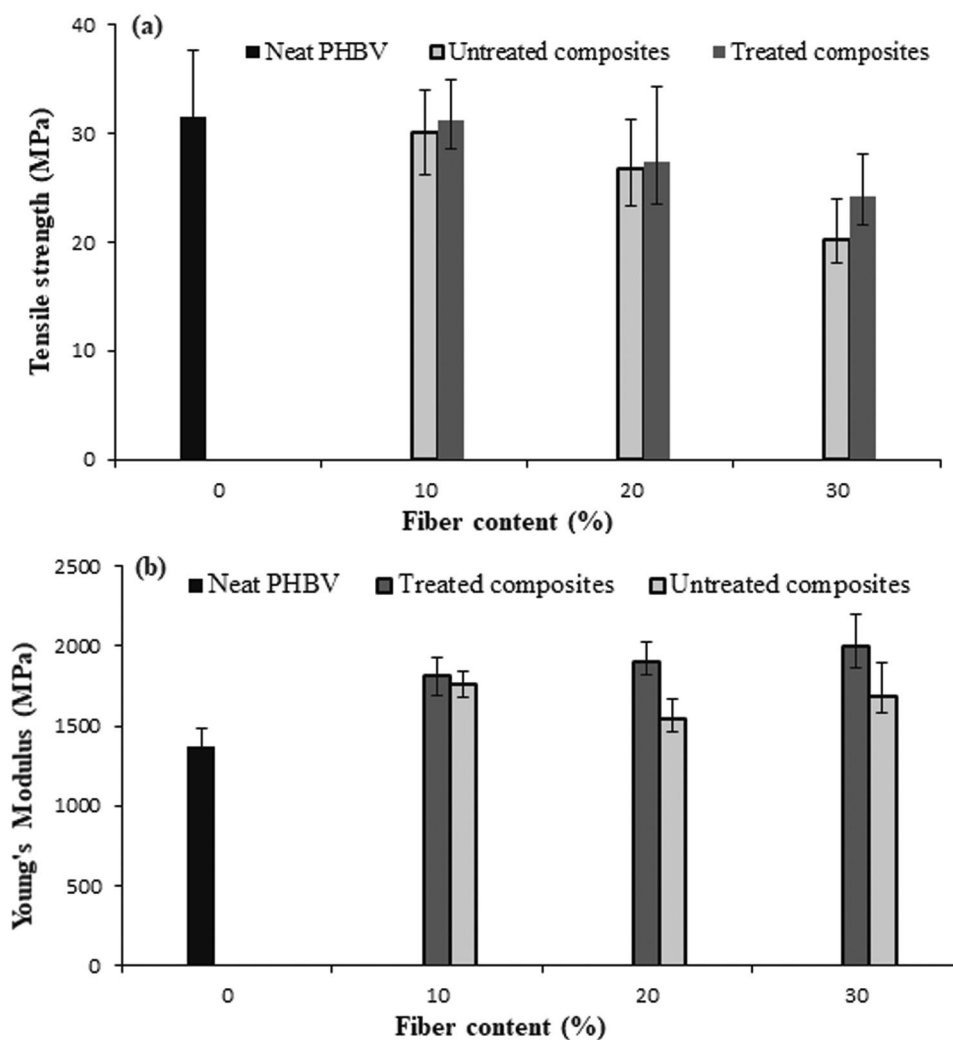 (a)
Neat PHBV Untreated composites Treated composites
Tensile strength (MPa)
40
30
20
10
0
0 10 20 30
Fiber content (%)
(b)
Neat PHBV Treated composites Untreated composites
Young's Modulus (MPa)
2500
2000
1500
1000
500
0
0 10 20 30
Fiber content (%)